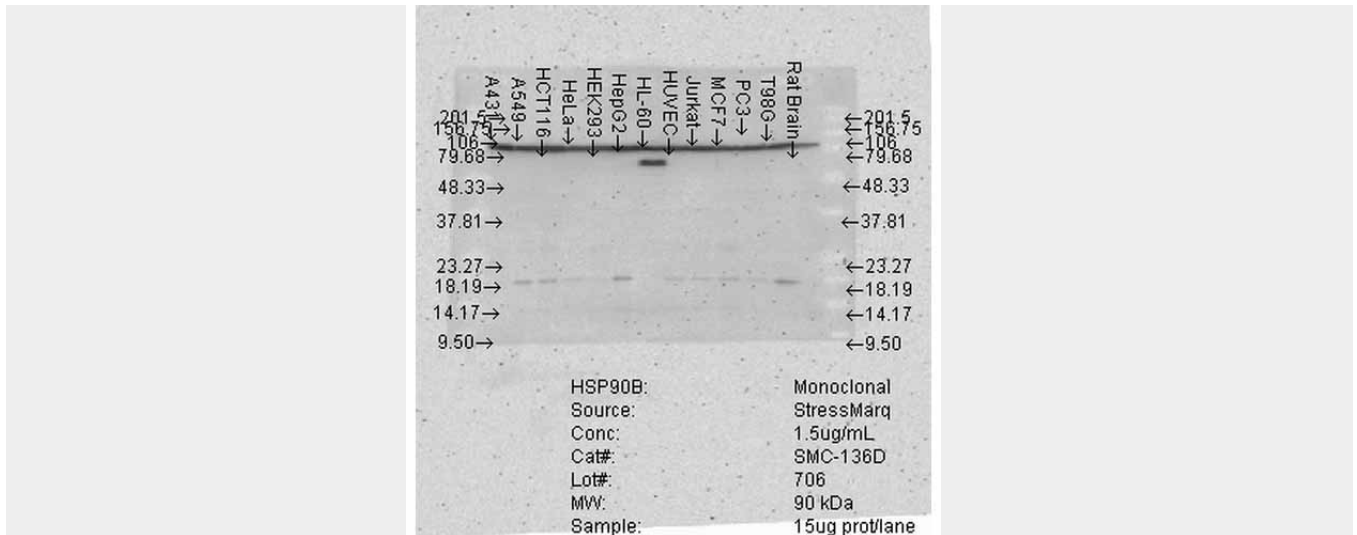 A431
A549→
HCT116→
HeLa→
HEK293→
HepG2→
HL-60→
HUVEC→
Jurkat→
MCF7→
PC3→
T98G→
Rat Brain→
201.5→
156.75→
106→
79.68→
48.33→
37.81→
23.27→
18.19→
14.17→
9.50→
←201.5
←156.75
←106
←79.68
←48.33
←37.81
←23.27
←18.19
←14.17
←9.50
HSP90B: Monoclonal
Source: StressMarq
Conc: 1.5ug/mL
Cat#: SMC-136D
Lot#: 706
MW: 90 kDa
Sample: 15ug prot/lane